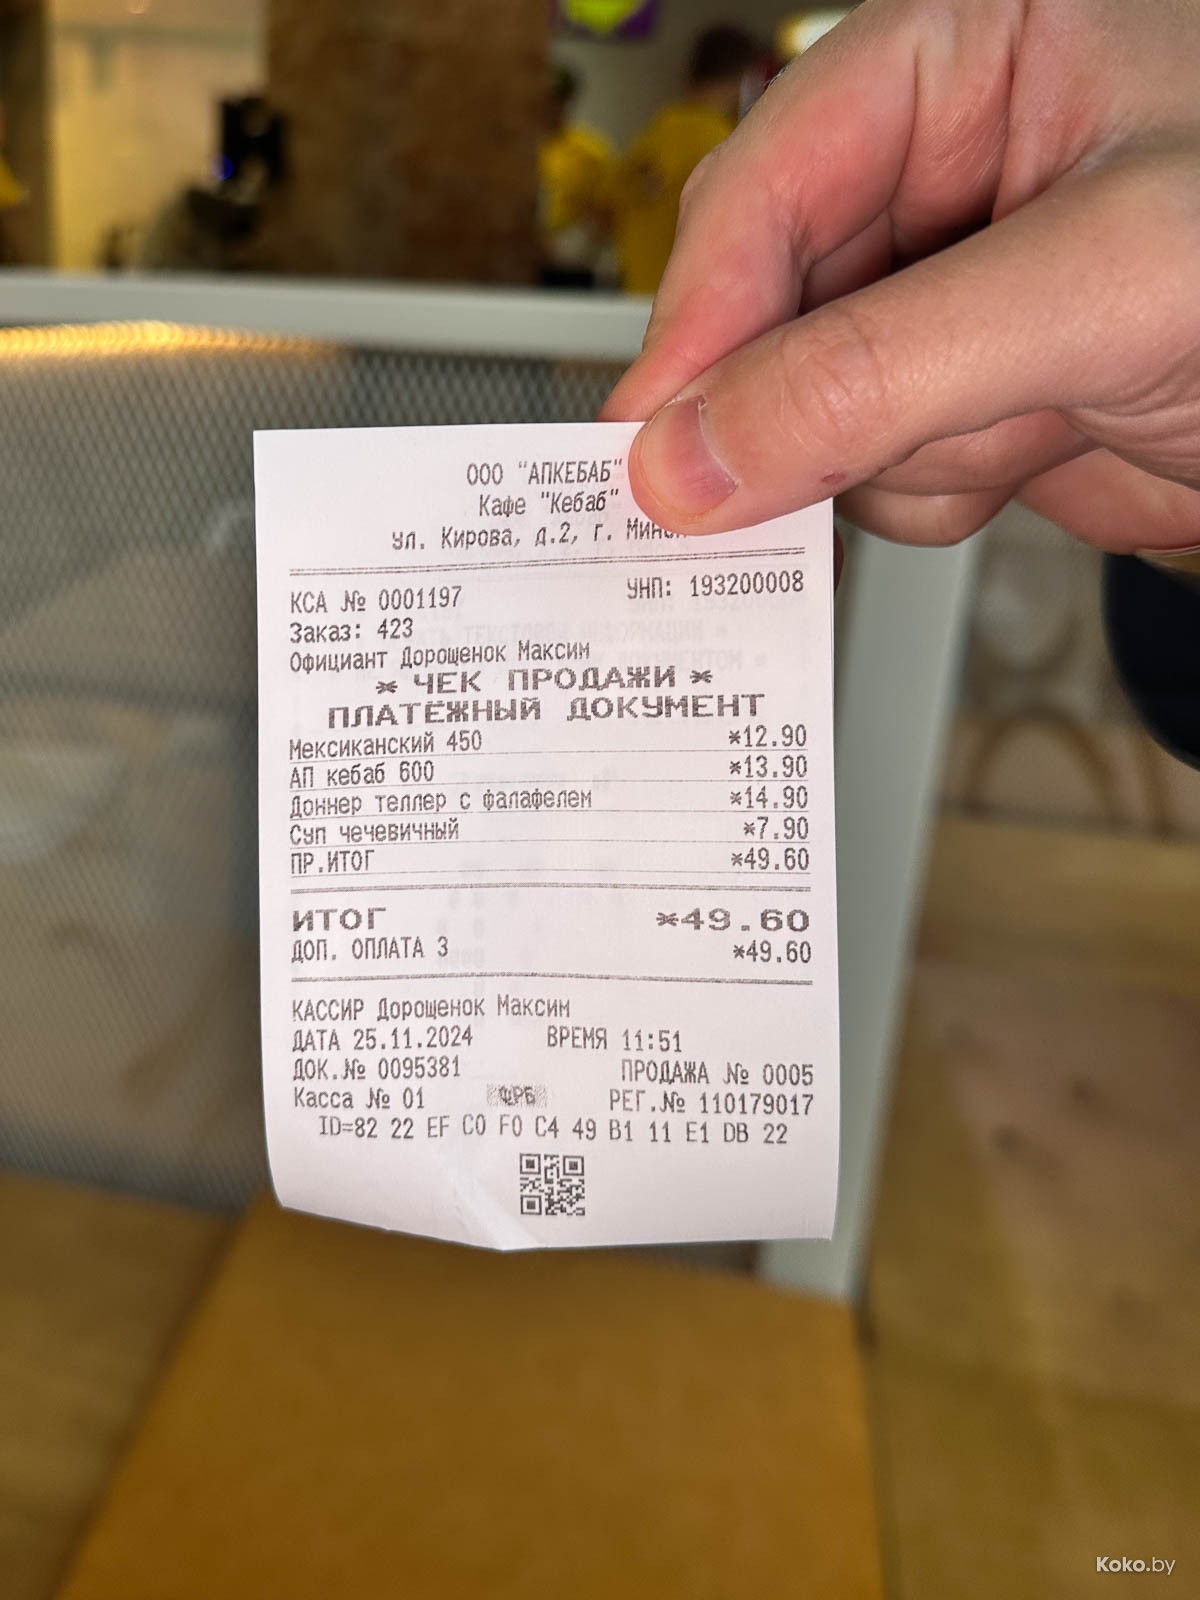 ООО "АПКЕБАБ"
Кафе "Кебаб"
ул. Кирова, д.2, г.
КСА № 0001197 УНП: 193200008
Заказ: 423
Официант Дорощенок Максим
* ЧЕК ПРОДАЖИ *
ПЛАТЁЖНЫЙ ДОКУМЕНТ
Мексиканский 450 *12.90
АП кебаб 600 *13.90
Доннер теллер с фалафелем *14.90
Суп чечевичный *7.90
ПР.ИТОГ *49.60
ИТОГ *49.60
ДОП. ОПЛАТА 3 *49.60
КАССИР Дорощенок Максим
ДАТА 25.11.2024 ВРЕМЯ 11:51
ДОК.№ 0095381 ПРОДАЖА № 0005
Касса № 01 ФРБ РЕГ.№ 110179017
ID=82 22 EF C0 F0 C4 49 B1 11 E1 DB 22
Koko.by